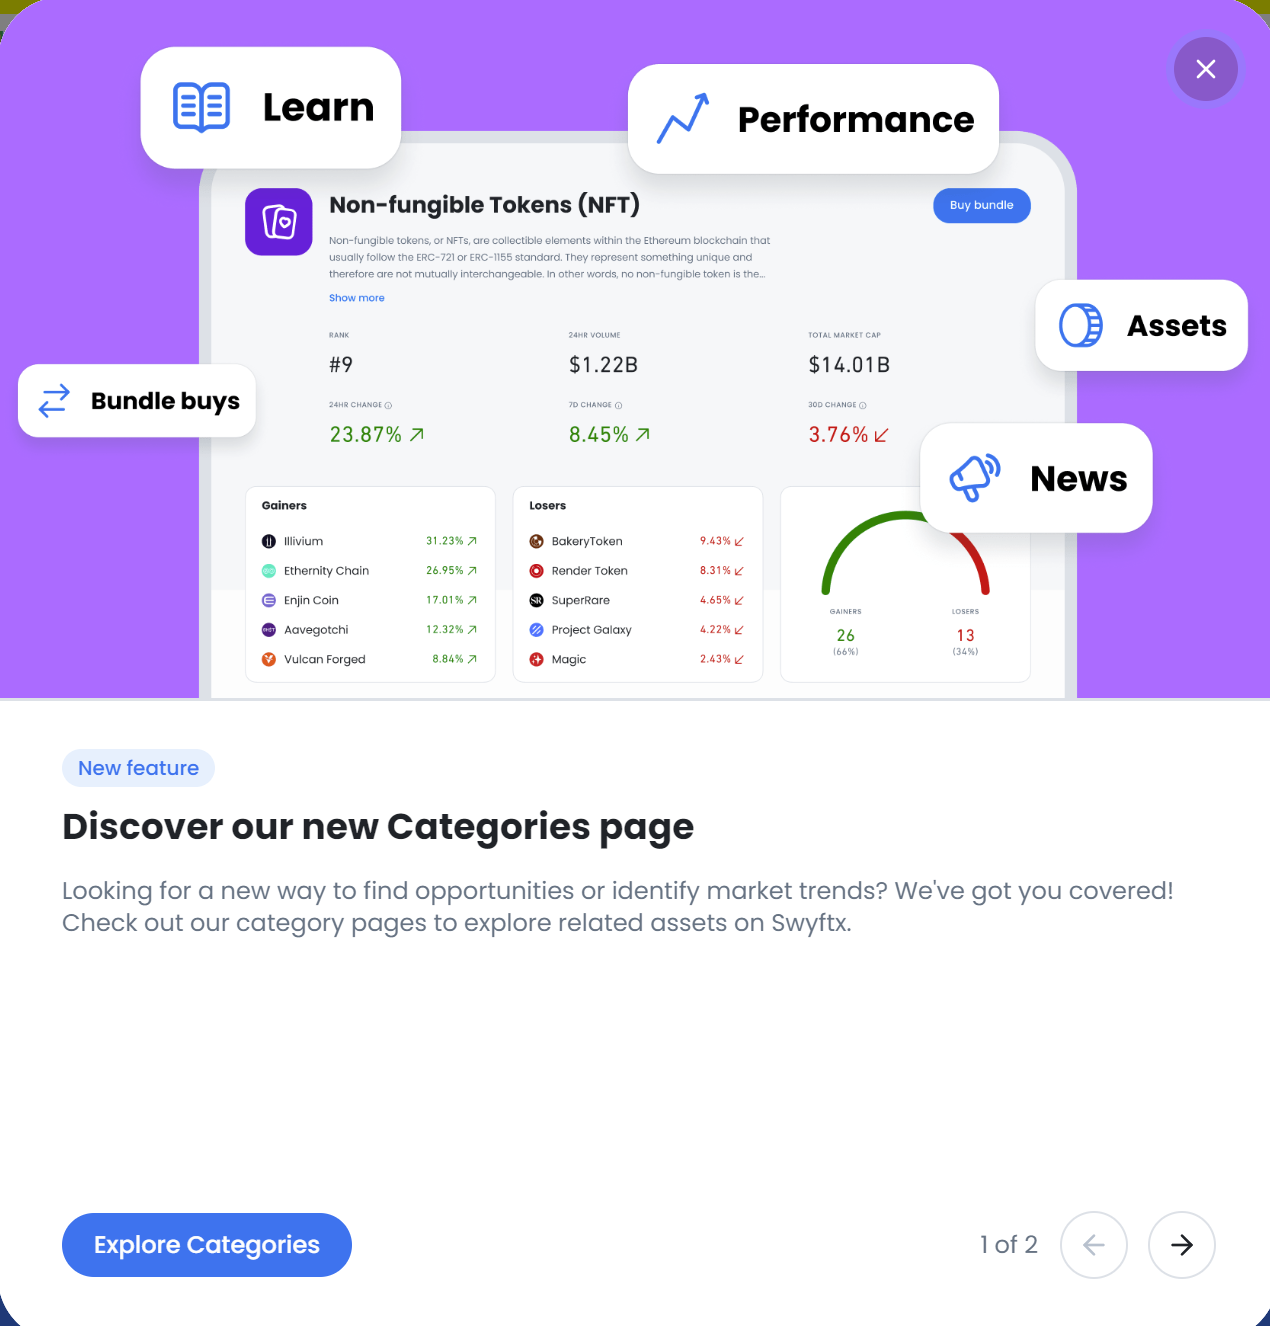 Learn
Performance
Non-fungible Tokens (NFT)
Buy bundle
Non-fungible tokens, or NFTs, are collectible elements within the Ethereum blockchain that
usually follow the ERC-721 or ERC-1155 standard. They represent something unique and
therefore are not mutually interchangeable. In other words, no non-fungible token is the...
Show more
Assets
RANK
24HR VOLUME
TOTAL MARKET CAP
#9
$1.22B
$14.01B
Bundle buys
24HR CHANGE
7D CHANGE
30D CHANGE
23.87%
8.45%
3.76%
News
Gainers
Illivium 31.23%
Ethernity Chain 26.95%
Enjin Coin 17.01%
Aavegotchi 12.32%
Vulcan Forged 8.84%
Losers
BakeryToken 9.43%
Render Token 8.31%
SuperRare 4.65%
Project Galaxy 4.22%
Magic 2.43%
GAINERS
LOSERS
26
13
(66%)
(34%)
New feature
Discover our new Categories page
Looking for a new way to find opportunities or identify market trends? We've got you covered!
Check out our category pages to explore related assets on Swyftx.
Explore Categories
1 of 2